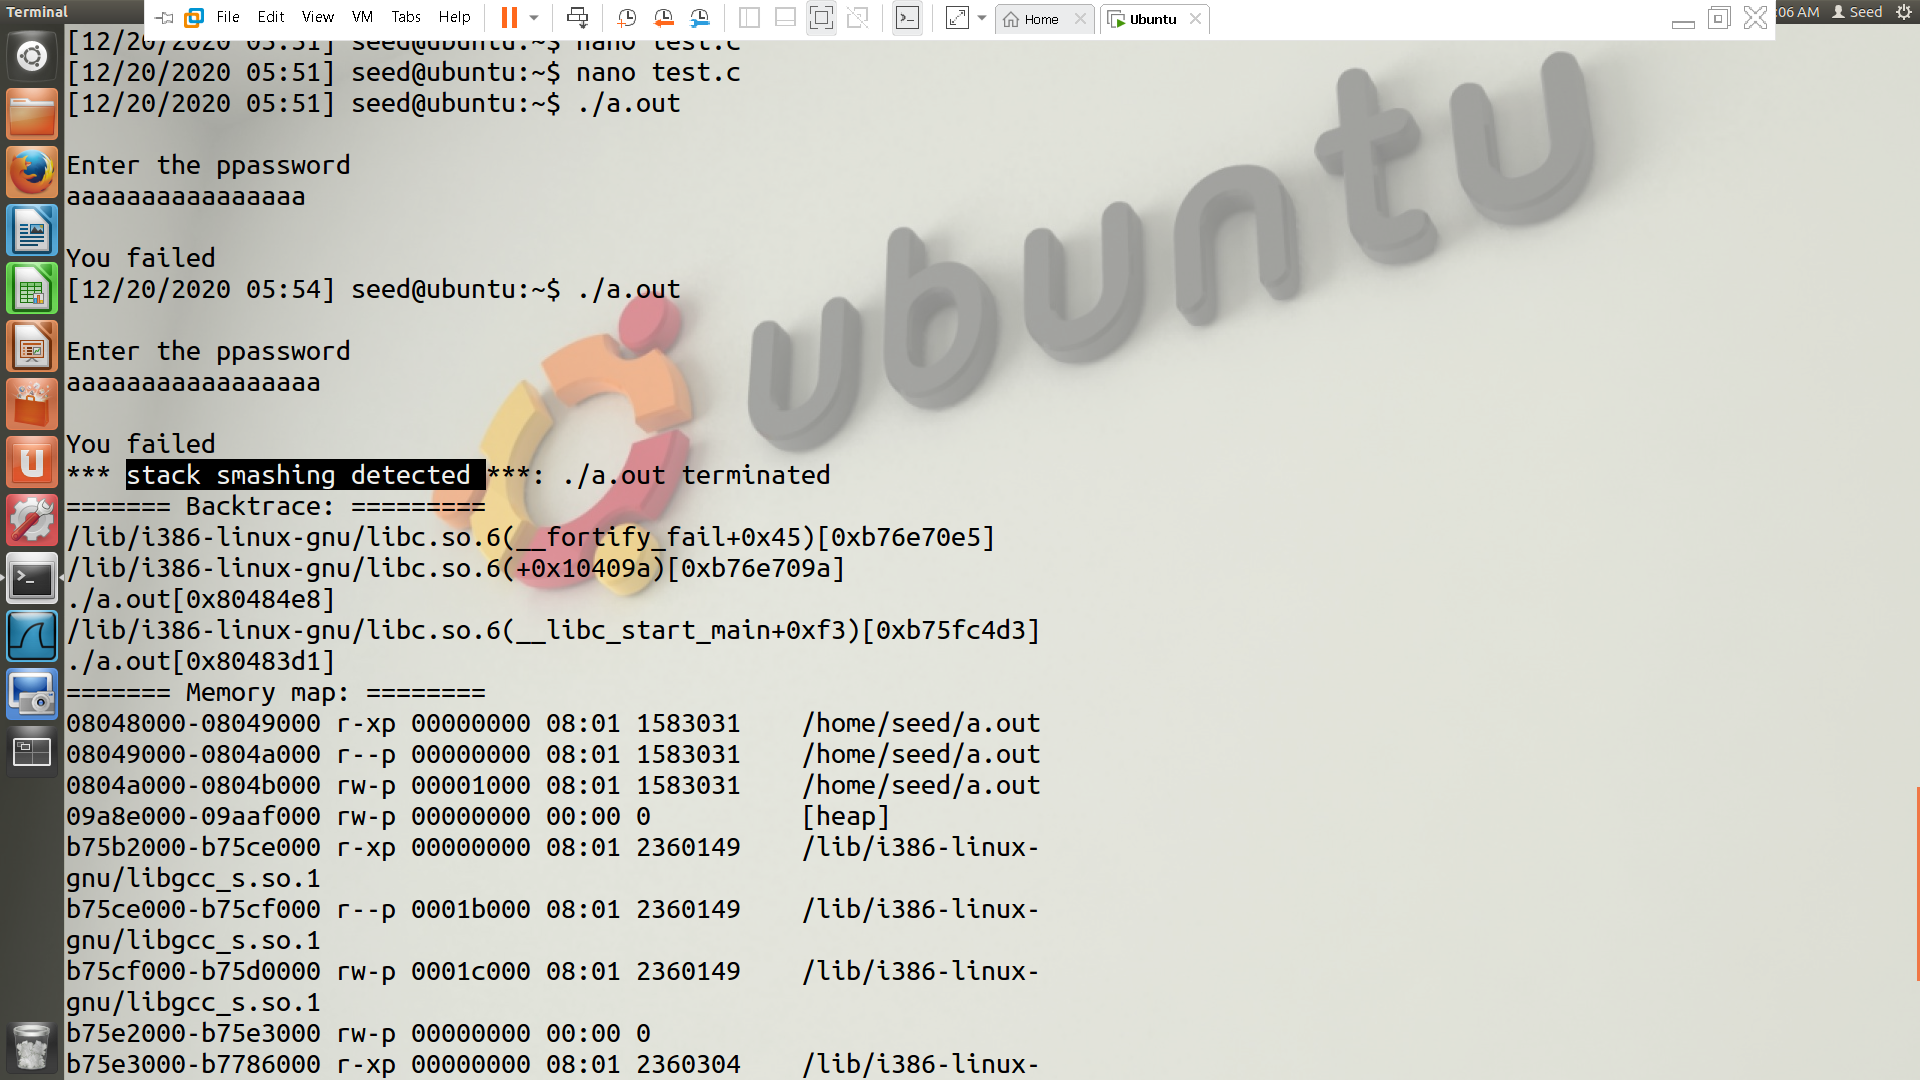 Terminal
File Edit View VM Tabs Help
Home
Ubuntu
:06 AM Seed
[12/20/2020 05:51] seed@ubuntu:~$ nano test.c
[12/20/2020 05:51] seed@ubuntu:~$ nano test.c
[12/20/2020 05:51] seed@ubuntu:~$ ./a.out
Enter the ppassword
aaaaaaaaaaaaaaaa
You failed
[12/20/2020 05:54] seed@ubuntu:~$ ./a.out
Enter the ppassword
aaaaaaaaaaaaaaaaa
You failed
*** stack smashing detected ***: ./a.out terminated
======= Backtrace: =========
/lib/i386-linux-gnu/libc.so.6(__fortify_fail+0x45)[0xb76e70e5]
/lib/i386-linux-gnu/libc.so.6(+0x10409a)[0xb76e709a]
./a.out[0x80484e8]
/lib/i386-linux-gnu/libc.so.6(__libc_start_main+0xf3)[0xb75fc4d3]
./a.out[0x80483d1]
======= Memory map: ========
08048000-08049000 r-xp 00000000 08:01 1583031    /home/seed/a.out
08049000-0804a000 r--p 00000000 08:01 1583031    /home/seed/a.out
0804a000-0804b000 rw-p 00001000 08:01 1583031    /home/seed/a.out
09a8e000-09aaf000 rw-p 00000000 00:00 0          [heap]
b75b2000-b75ce000 r-xp 00000000 08:01 2360149    /lib/i386-linux-
gnu/libgcc_s.so.1
b75ce000-b75cf000 r--p 0001b000 08:01 2360149    /lib/i386-linux-
gnu/libgcc_s.so.1
b75cf000-b75d0000 rw-p 0001c000 08:01 2360149    /lib/i386-linux-
gnu/libgcc_s.so.1
b75e2000-b75e3000 rw-p 00000000 00:00 0
b75e3000-b7786000 r-xp 00000000 08:01 2360304    /lib/i386-linux-
ubuntu